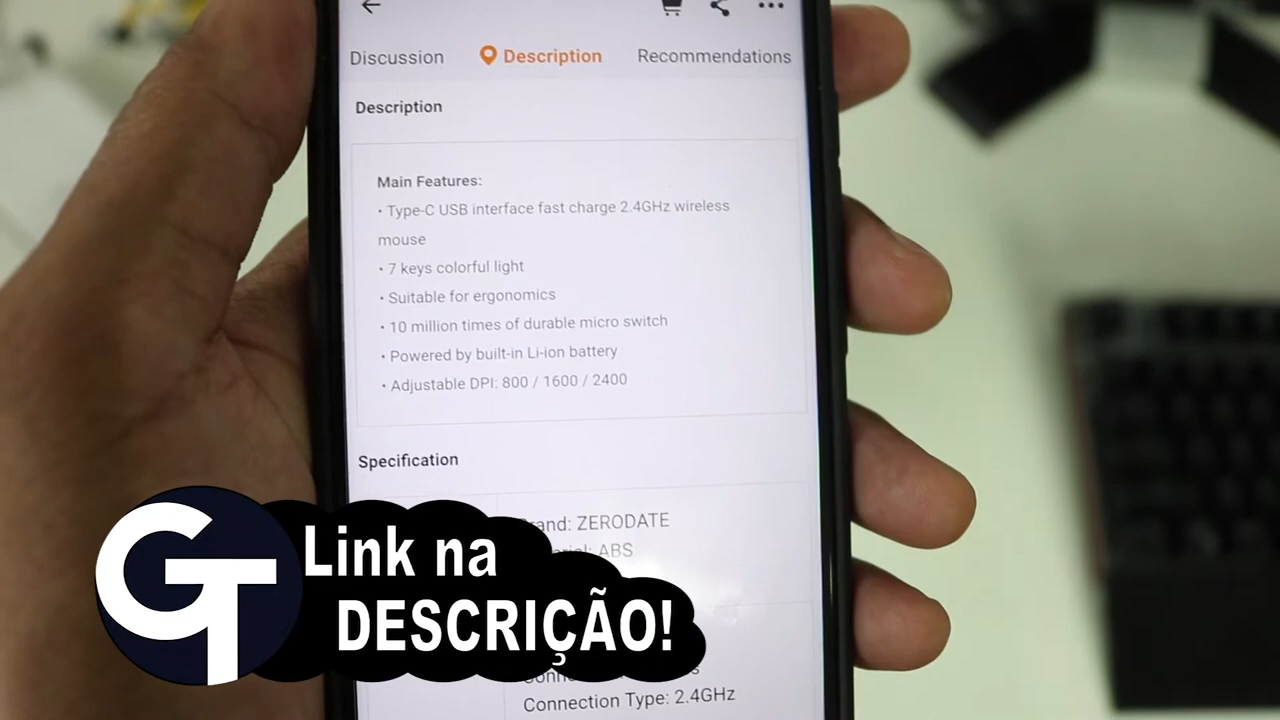 Discussion
Description
Recommendations
Description
Main Features:
• Type-C USB interface fast charge 2.4GHz wireless
mouse
• 7 keys colorful light
• Suitable for ergonomics
• 10 million times of durable micro switch
• Powered by built-in Li-ion battery
• Adjustable DPI: 800 / 1600 / 2400
Specification
ZERODATE
ABS
Connection Type: 2.4GHz
GT
Link na
DESCRIÇÃO!